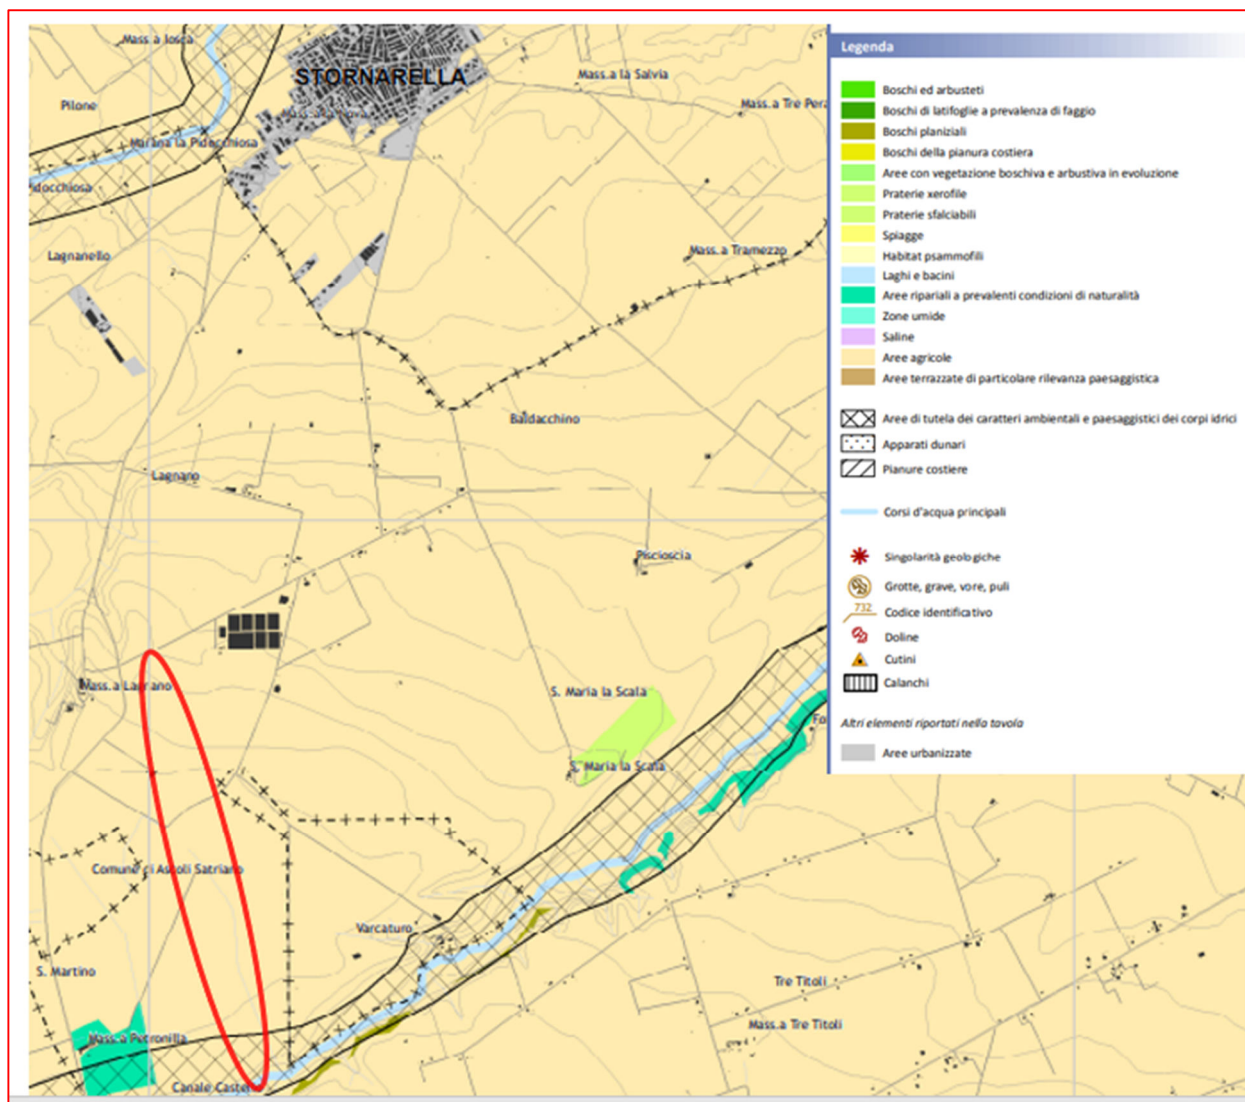 Mass.a Iosca
STORNARELLA
Mass.a la Salvia
Pilone
Mass.a Tre Pera
Marana la Pidocchiosa
idocchiosa
Lagnanello
Mass.a Tramezzo
Baldacchino
Lagnano
Piscioscia
Mass.a Lagnano
S. Maria la Scala
Fo
S. Maria la Scala
Comune di Ascoli Satriano
Varcaturo
S. Martino
Tre Titoli
Mass.a Tre Titoli
Mass.a Petronilla
Canale Castello
Legenda
Boschi ed arbusteti
Boschi di latifoglie a prevalenza di faggio
Boschi planiziali
Boschi della pianura costiera
Aree con vegetazione boschiva e arbustiva in evoluzione
Praterie xerofile
Praterie sfalciabili
Spiagge
Habitat psammofili
Laghi e bacini
Aree ripariali a prevalenti condizioni di naturalità
Zone umide
Saline
Aree agricole
Aree terrazzate di particolare rilevanza paesaggistica
Aree di tutela dei caratteri ambientali e paesaggistici dei corpi idrici
Apparati dunari
Pianure costiere
Corsi d'acqua principali
Singolarità geologiche
Grotte, grave, vore, puli
732 Codice identificativo
Doline
Cutini
Calanchi
Altri elementi riportati nella tavola
Aree urbanizzate